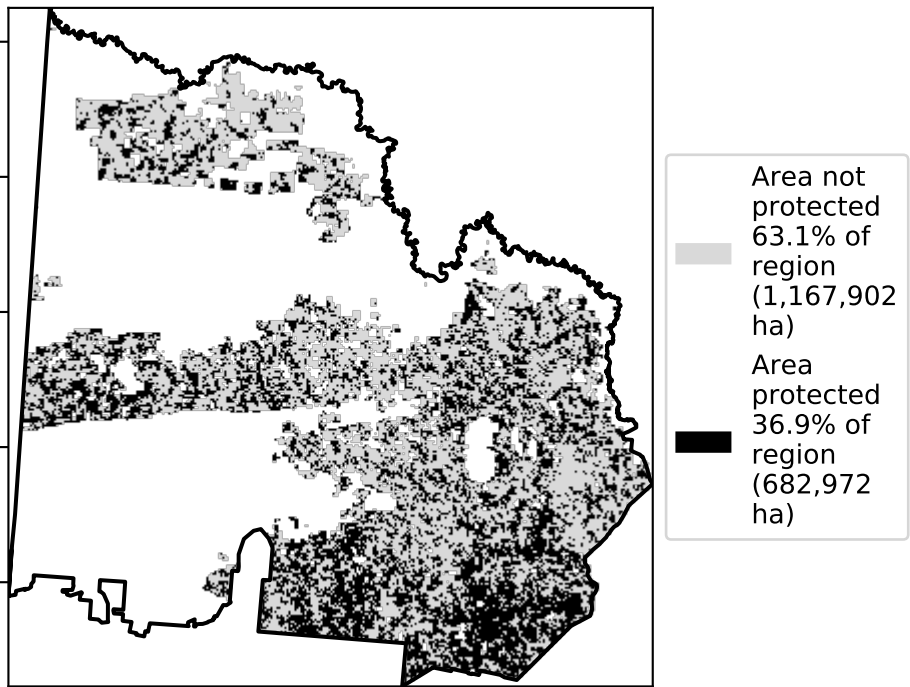 Area not
protected
63.1% of
region
(1,167,902
ha)
Area
protected
36.9% of
region
(682,972
ha)